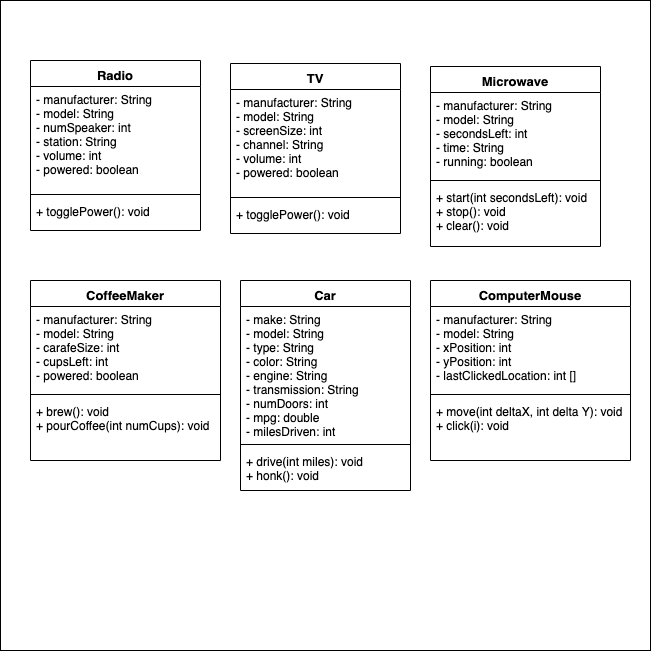 Radio
- manufacturer: String
- model: String
- numSpeaker: int
- station: String
- volume: int
- powered: boolean
+ togglePower(): void
TV
- manufacturer: String
- model: String
- screenSize: int
- channel: String
- volume: int
- powered: boolean
+ togglePower(): void
Microwave
- manufacturer: String
- model: String
- secondsLeft: int
- time: String
- running: boolean
+ start(int secondsLeft): void
+ stop(): void
+ clear(): void
CoffeeMaker
- manufacturer: String
- model: String
- carafeSize: int
- cupsLeft: int
- powered: boolean
+ brew(): void
+ pourCoffee(int numCups): void
Car
- make: String
- model: String
- type: String
- color: String
- engine: String
- transmission: String
- numDoors: int
- mpg: double
- milesDriven: int
+ drive(int miles): void
+ honk(): void
ComputerMouse
- manufacturer: String
- model: String
- xPosition: int
- yPosition: int
- lastClickedLocation: int []
+ move(int deltaX, int delta Y): void
+ click(i): void